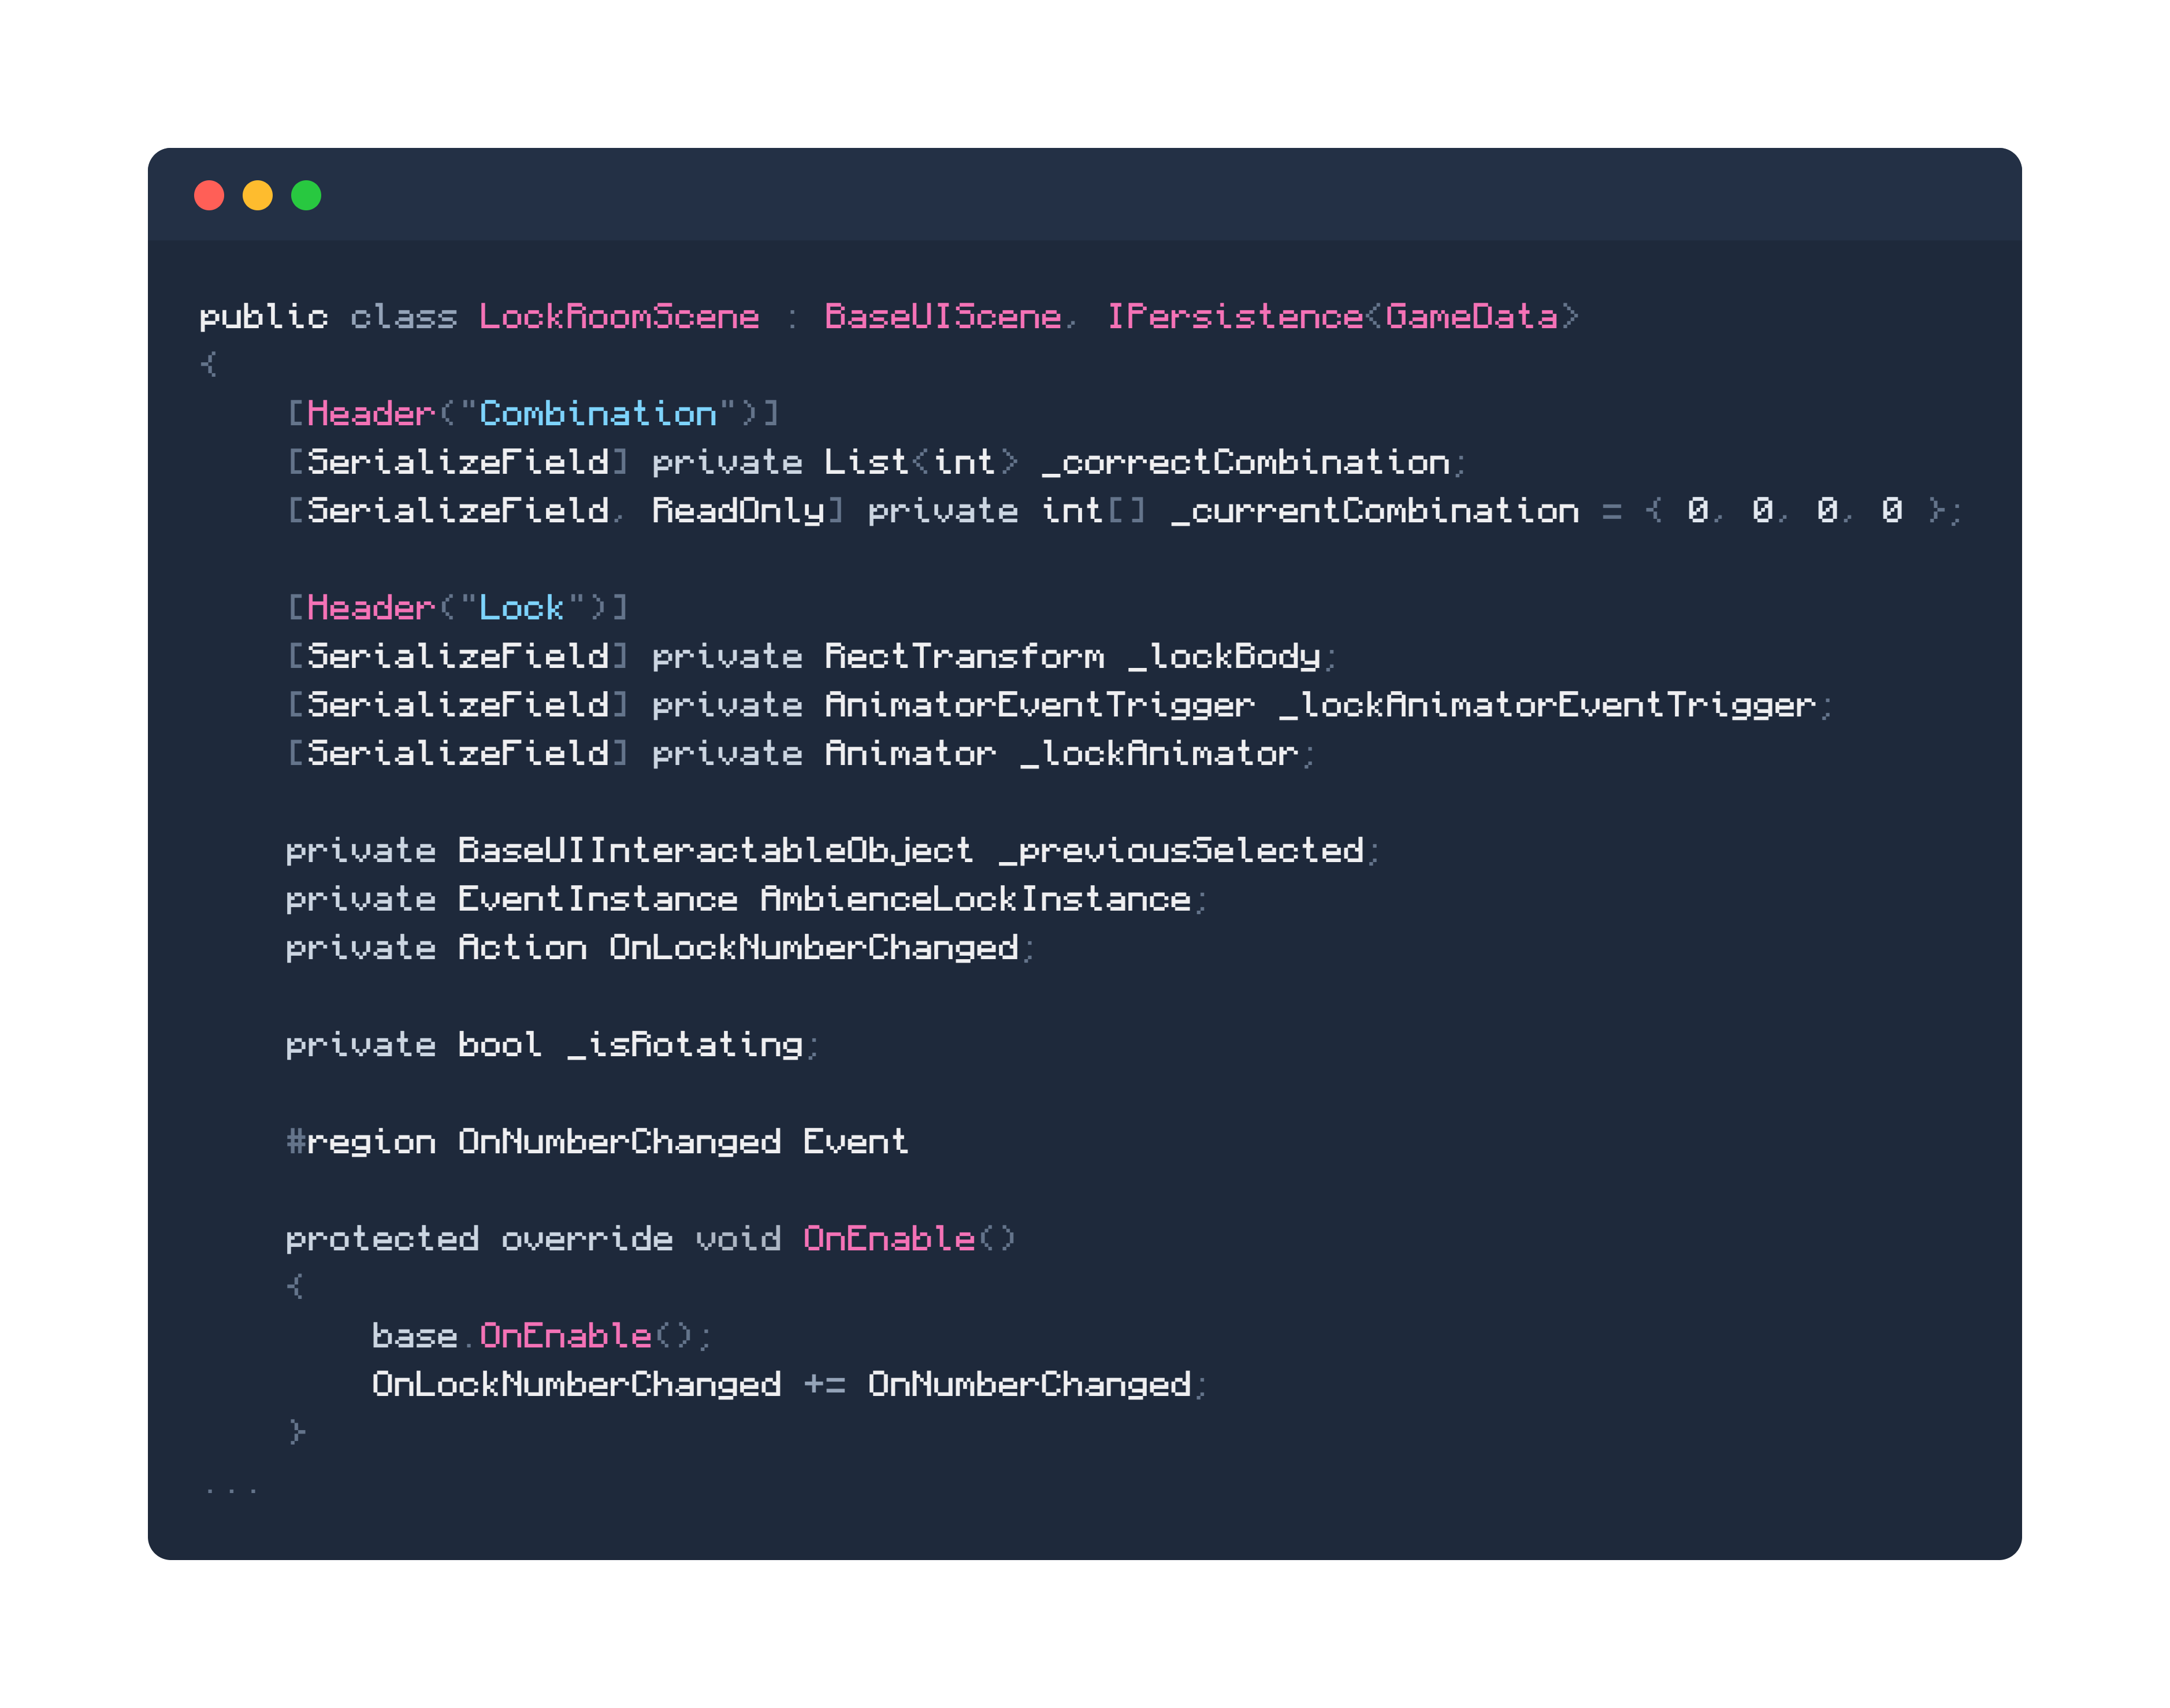 public class LockRoomScene : BaseUIScene, IPersistence<GameData>
{
    [Header("Combination")]
    [SerializeField] private List<int> _correctCombination;
    [SerializeField, ReadOnly] private int[] _currentCombination = { 0, 0, 0, 0 };

    [Header("Lock")]
    [SerializeField] private RectTransform _lockBody;
    [SerializeField] private AnimatorEventTrigger _lockAnimatorEventTrigger;
    [SerializeField] private Animator _lockAnimator;

    private BaseUIInteractableObject _previousSelected;
    private EventInstance AmbienceLockInstance;
    private Action OnLockNumberChanged;

    private bool _isRotating;

    #region OnNumberChanged Event

    protected override void OnEnable()
    {
        base.OnEnable();
        OnLockNumberChanged += OnNumberChanged;
    }
...